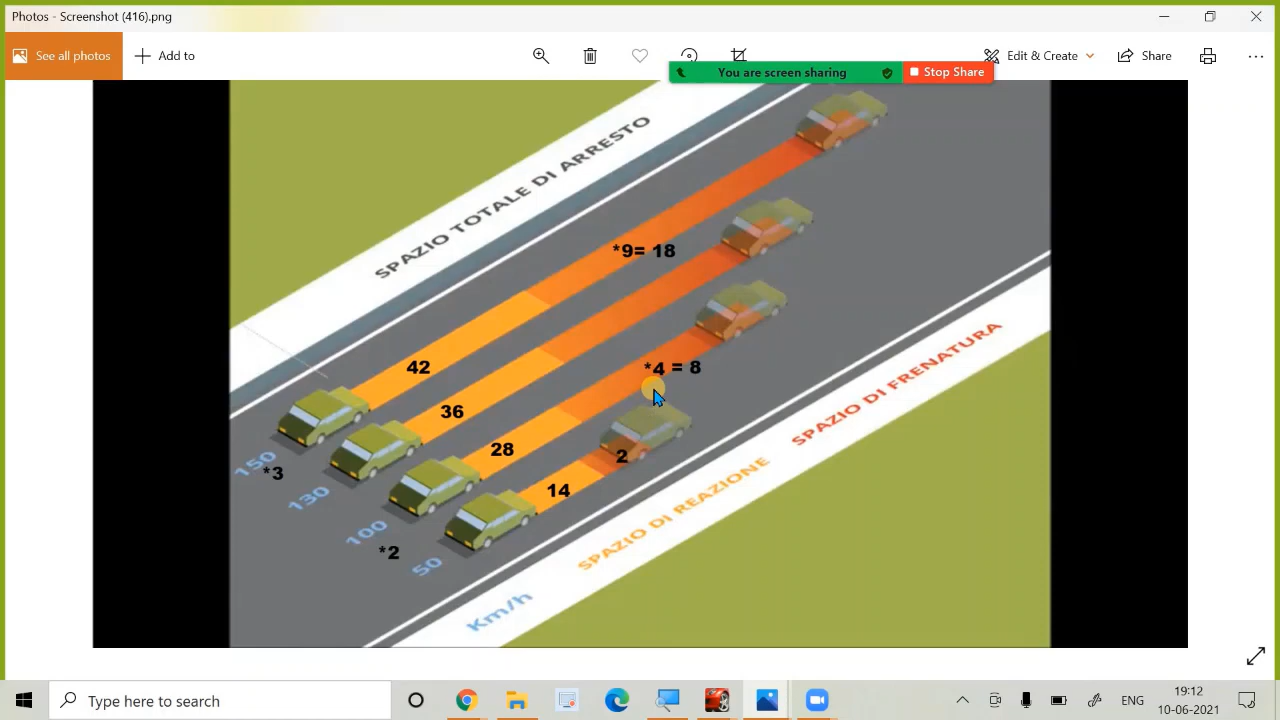 Photos - Screenshot (416).png
See all photos
Add to
Edit & Create
Share
You are screen sharing
Stop Share
SPAZIO TOTALE DI ARRESTO
*9= 18
42
*4 = 8
36
28
2
14
150
*3
130
100
*2
50
Km/h
SPAZIO DI REAZIONE
SPAZIO DI FRENATURA
Type here to search
ENG
19:12
10-06-2021